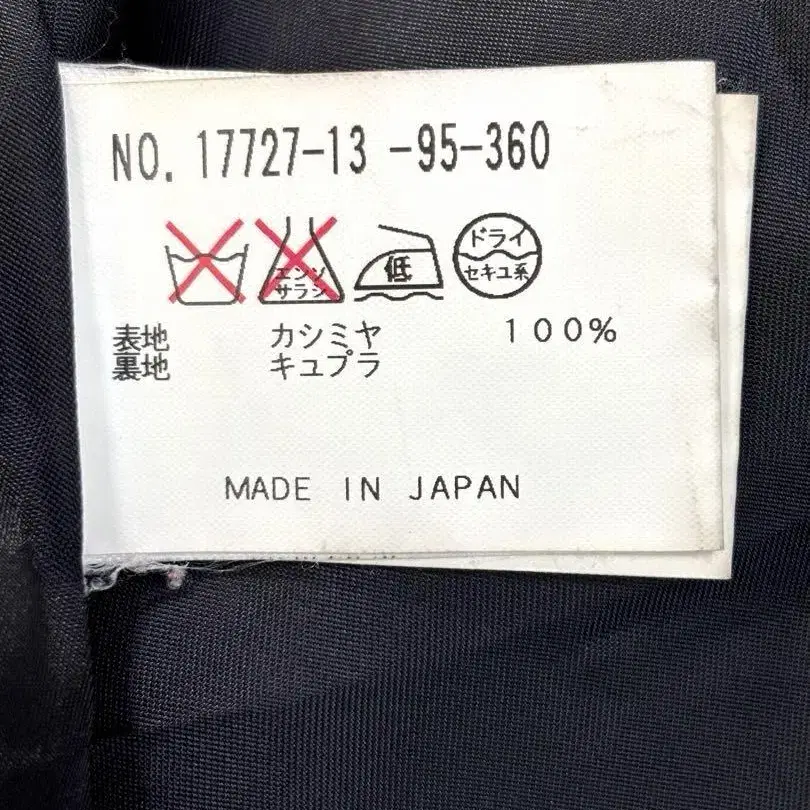 NO. 17727-13 -95-360
エンソ
サラシ
低
ドライ
セキユ系
表地 カシミヤ 100%
裏地 キュプラ
MADE IN JAPAN